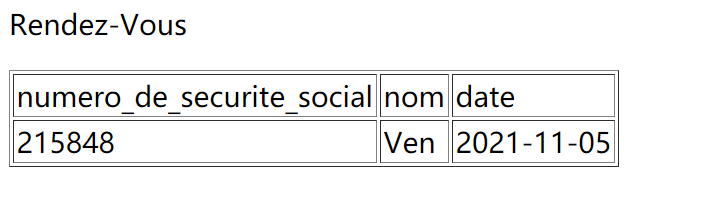 Rendez-Vous
numero_de_securite_social nom date
215848 Ven 2021-11-05